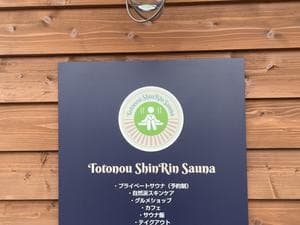 Totonou ShinRin Sauna
Totonou ShinRin Sauna
・プライベートサウナ（予約制）
・自然派スキンケア
・グルメショップ
・カフェ
・サウナ飯
・テイクアウト